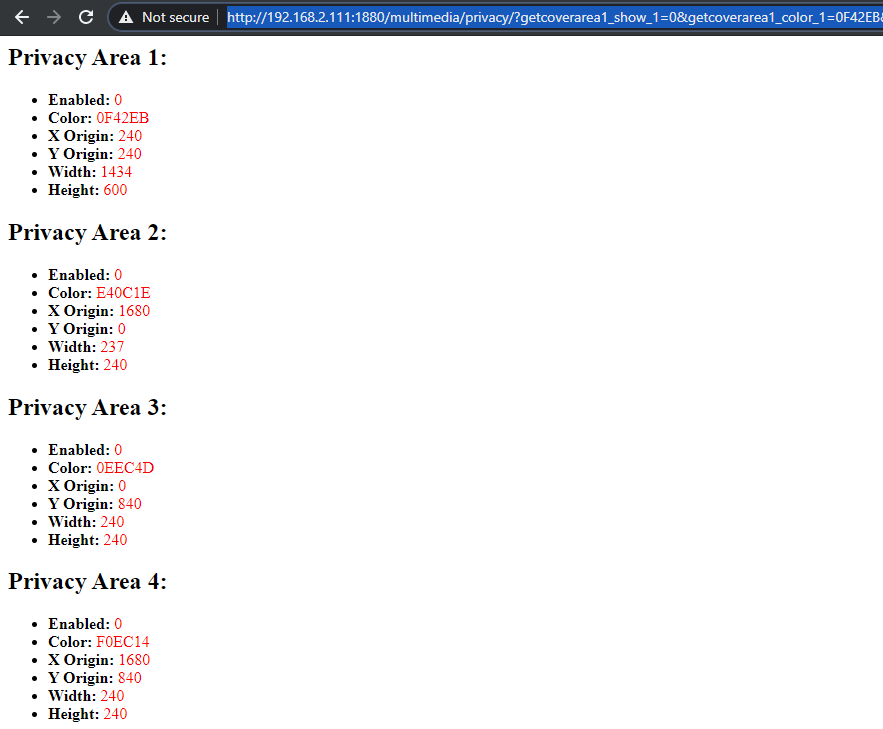 Not secure | http://192.168.2.111:1880/multimedia/privacy/?getcoverarea1_show_1=0&getcoverarea1_color_1=0F42EB&
Privacy Area 1:
• Enabled: 0
• Color: 0F42EB
• X Origin: 240
• Y Origin: 240
• Width: 1434
• Height: 600
Privacy Area 2:
• Enabled: 0
• Color: E40C1E
• X Origin: 1680
• Y Origin: 0
• Width: 237
• Height: 240
Privacy Area 3:
• Enabled: 0
• Color: 0EEC4D
• X Origin: 0
• Y Origin: 840
• Width: 240
• Height: 240
Privacy Area 4:
• Enabled: 0
• Color: F0EC14
• X Origin: 1680
• Y Origin: 840
• Width: 240
• Height: 240